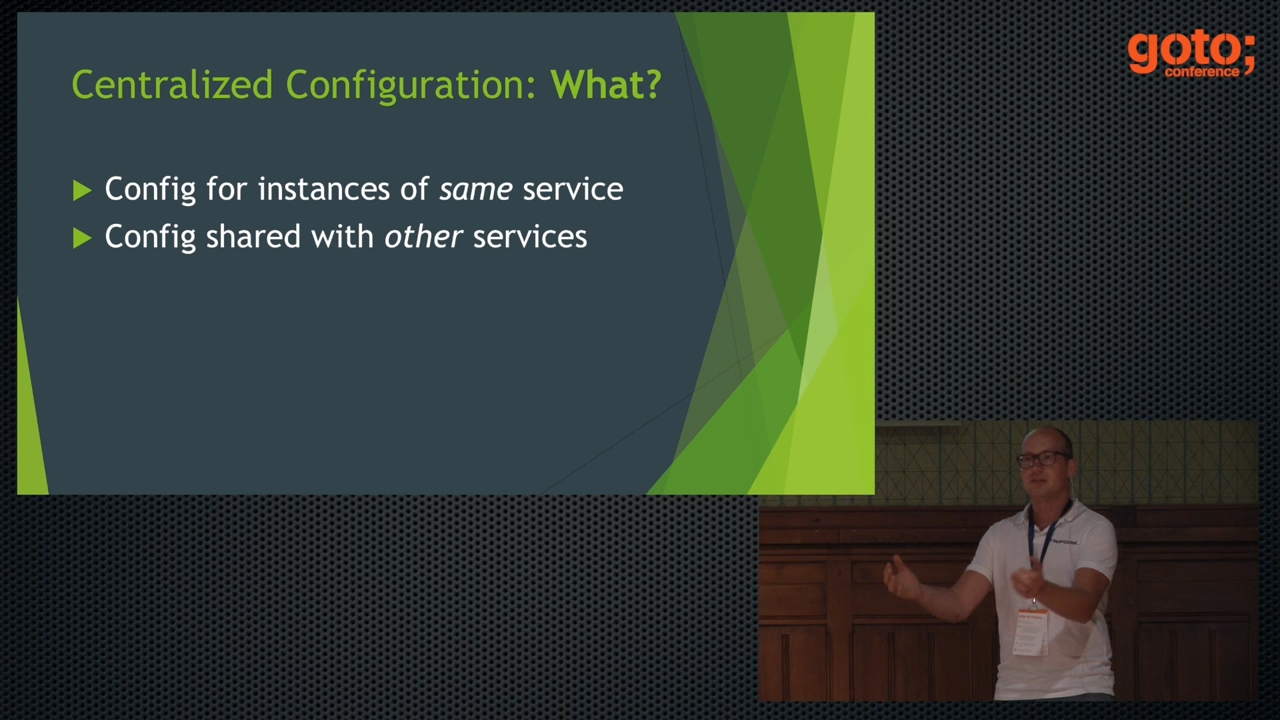 Centralized Configuration: What?
Config for instances of same service
Config shared with other services
goto;
conference